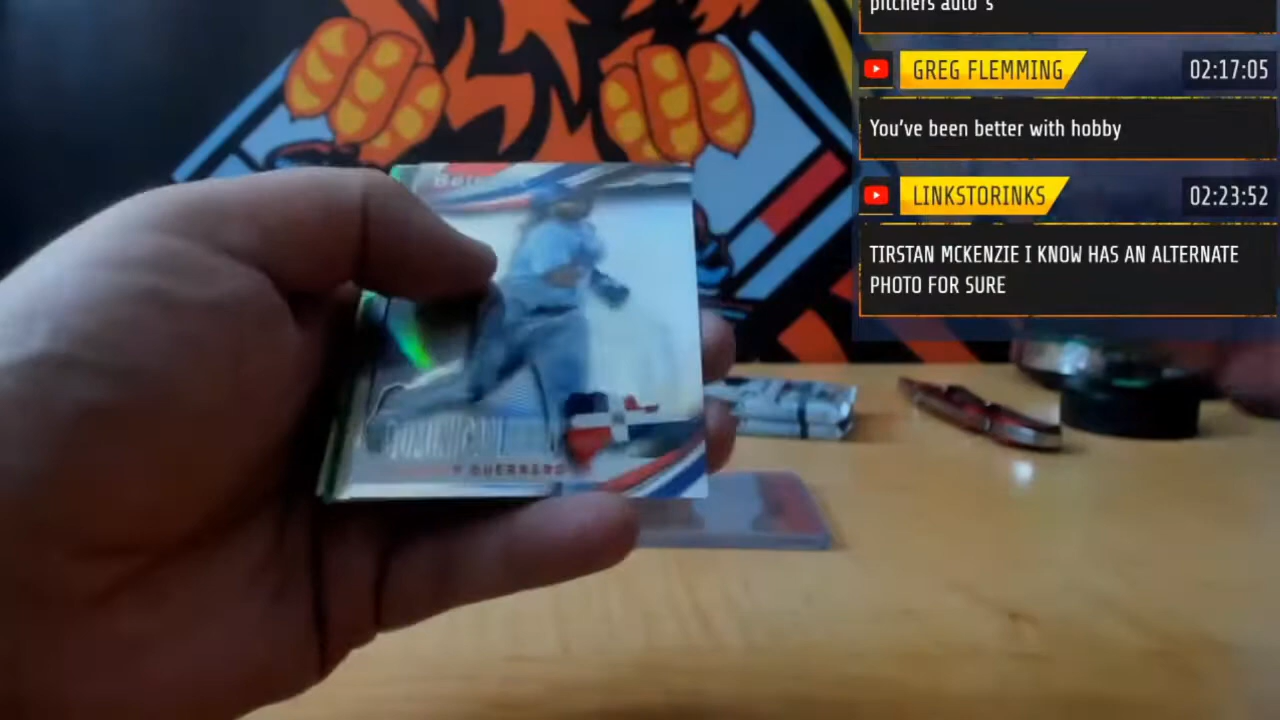 pitchers auto's
GREG FLEMMING
02:17:05
You've been better with hobby
LINKSTORINKS
02:23:52
TIRSTAN MCKENZIE I KNOW HAS AN ALTERNATE
PHOTO FOR SURE
GUERRERO